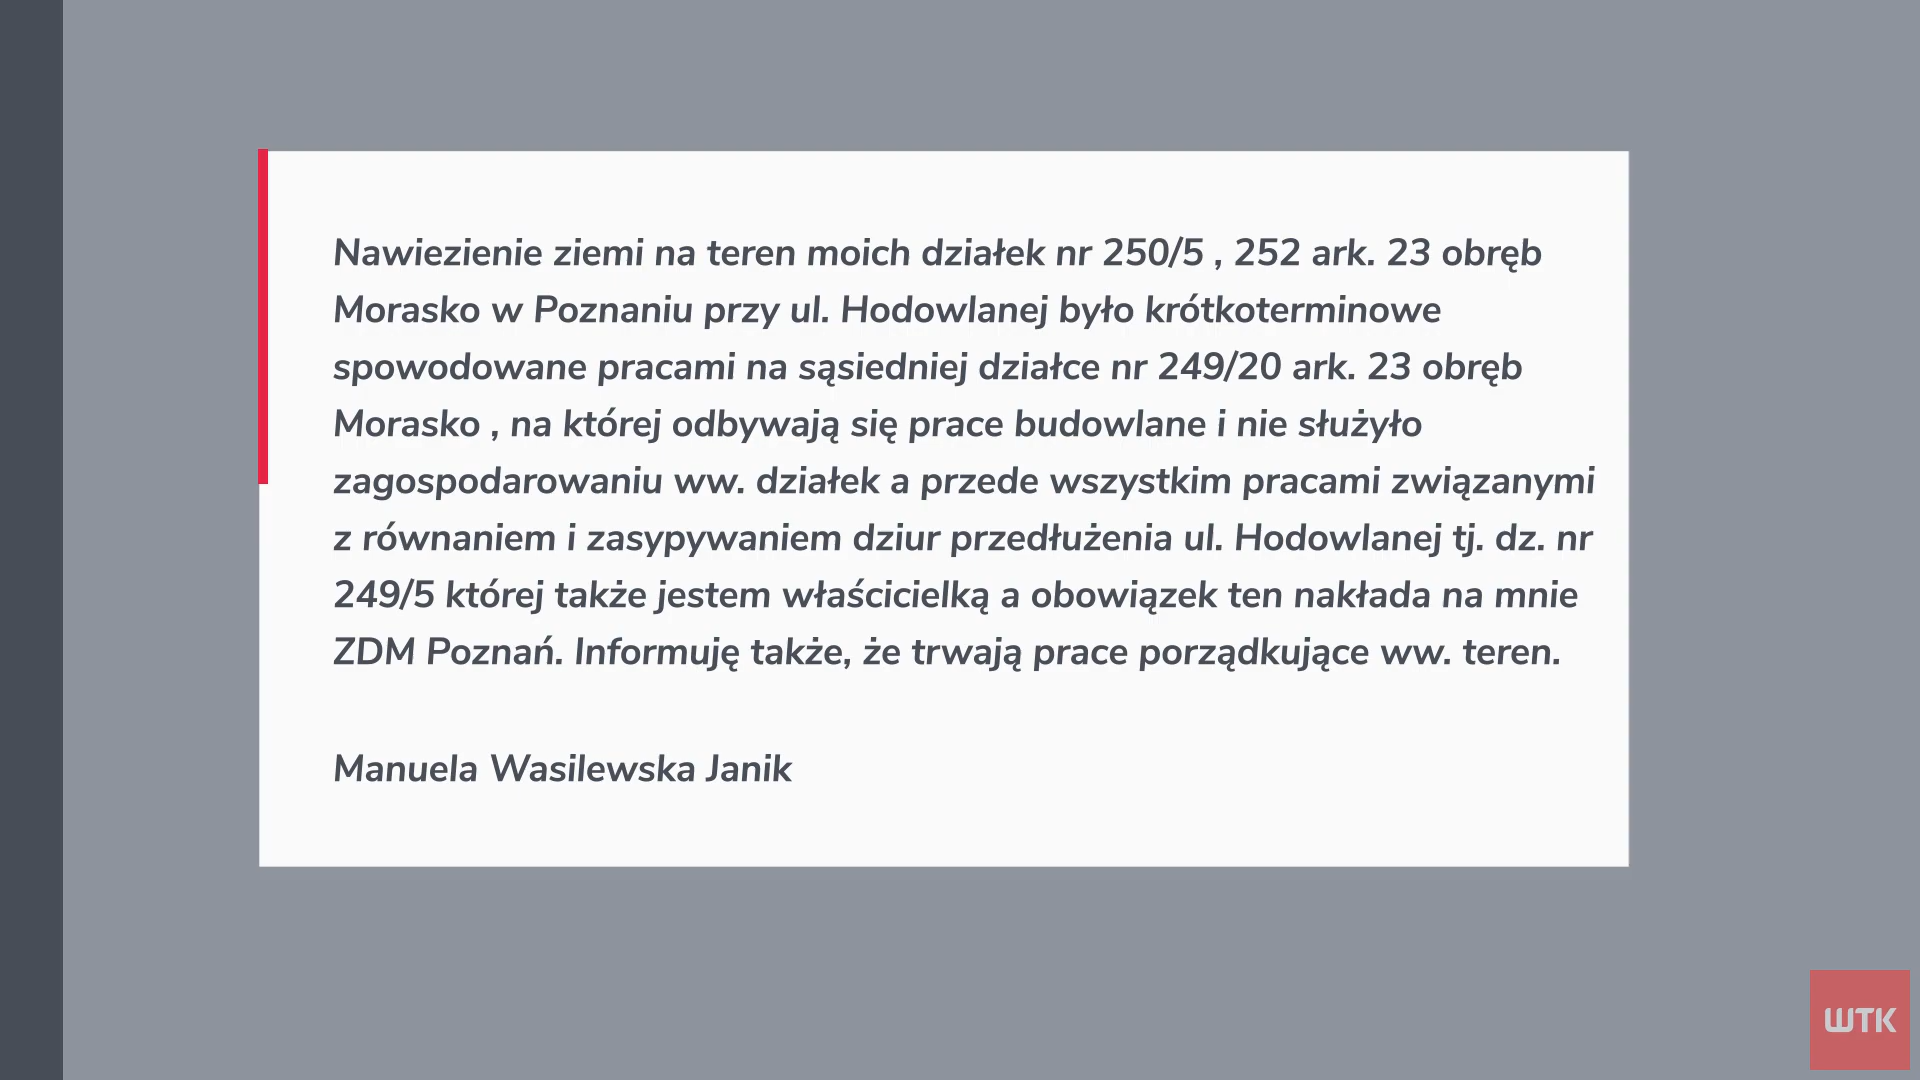 Nawiezienie ziemi na teren moich działek nr 250/5 , 252 ark. 23 obręb
Morasko w Poznaniu przy ul. Hodowlanej było krótkoterminowe
spowodowane pracami na sąsiedniej działce nr 249/20 ark. 23 obręb
Morasko , na której odbywają się prace budowlane i nie służyło
zagospodarowaniu ww. działek a przede wszystkim pracami związanymi
z równaniem i zasypywaniem dziur przedłużenia ul. Hodowlanej tj. dz. nr
249/5 której także jestem właścicielką a obowiązek ten nakłada na mnie
ZDM Poznań. Informuję także, że trwają prace porządkujące ww. teren.
Manuela Wasilewska Janik
WTK